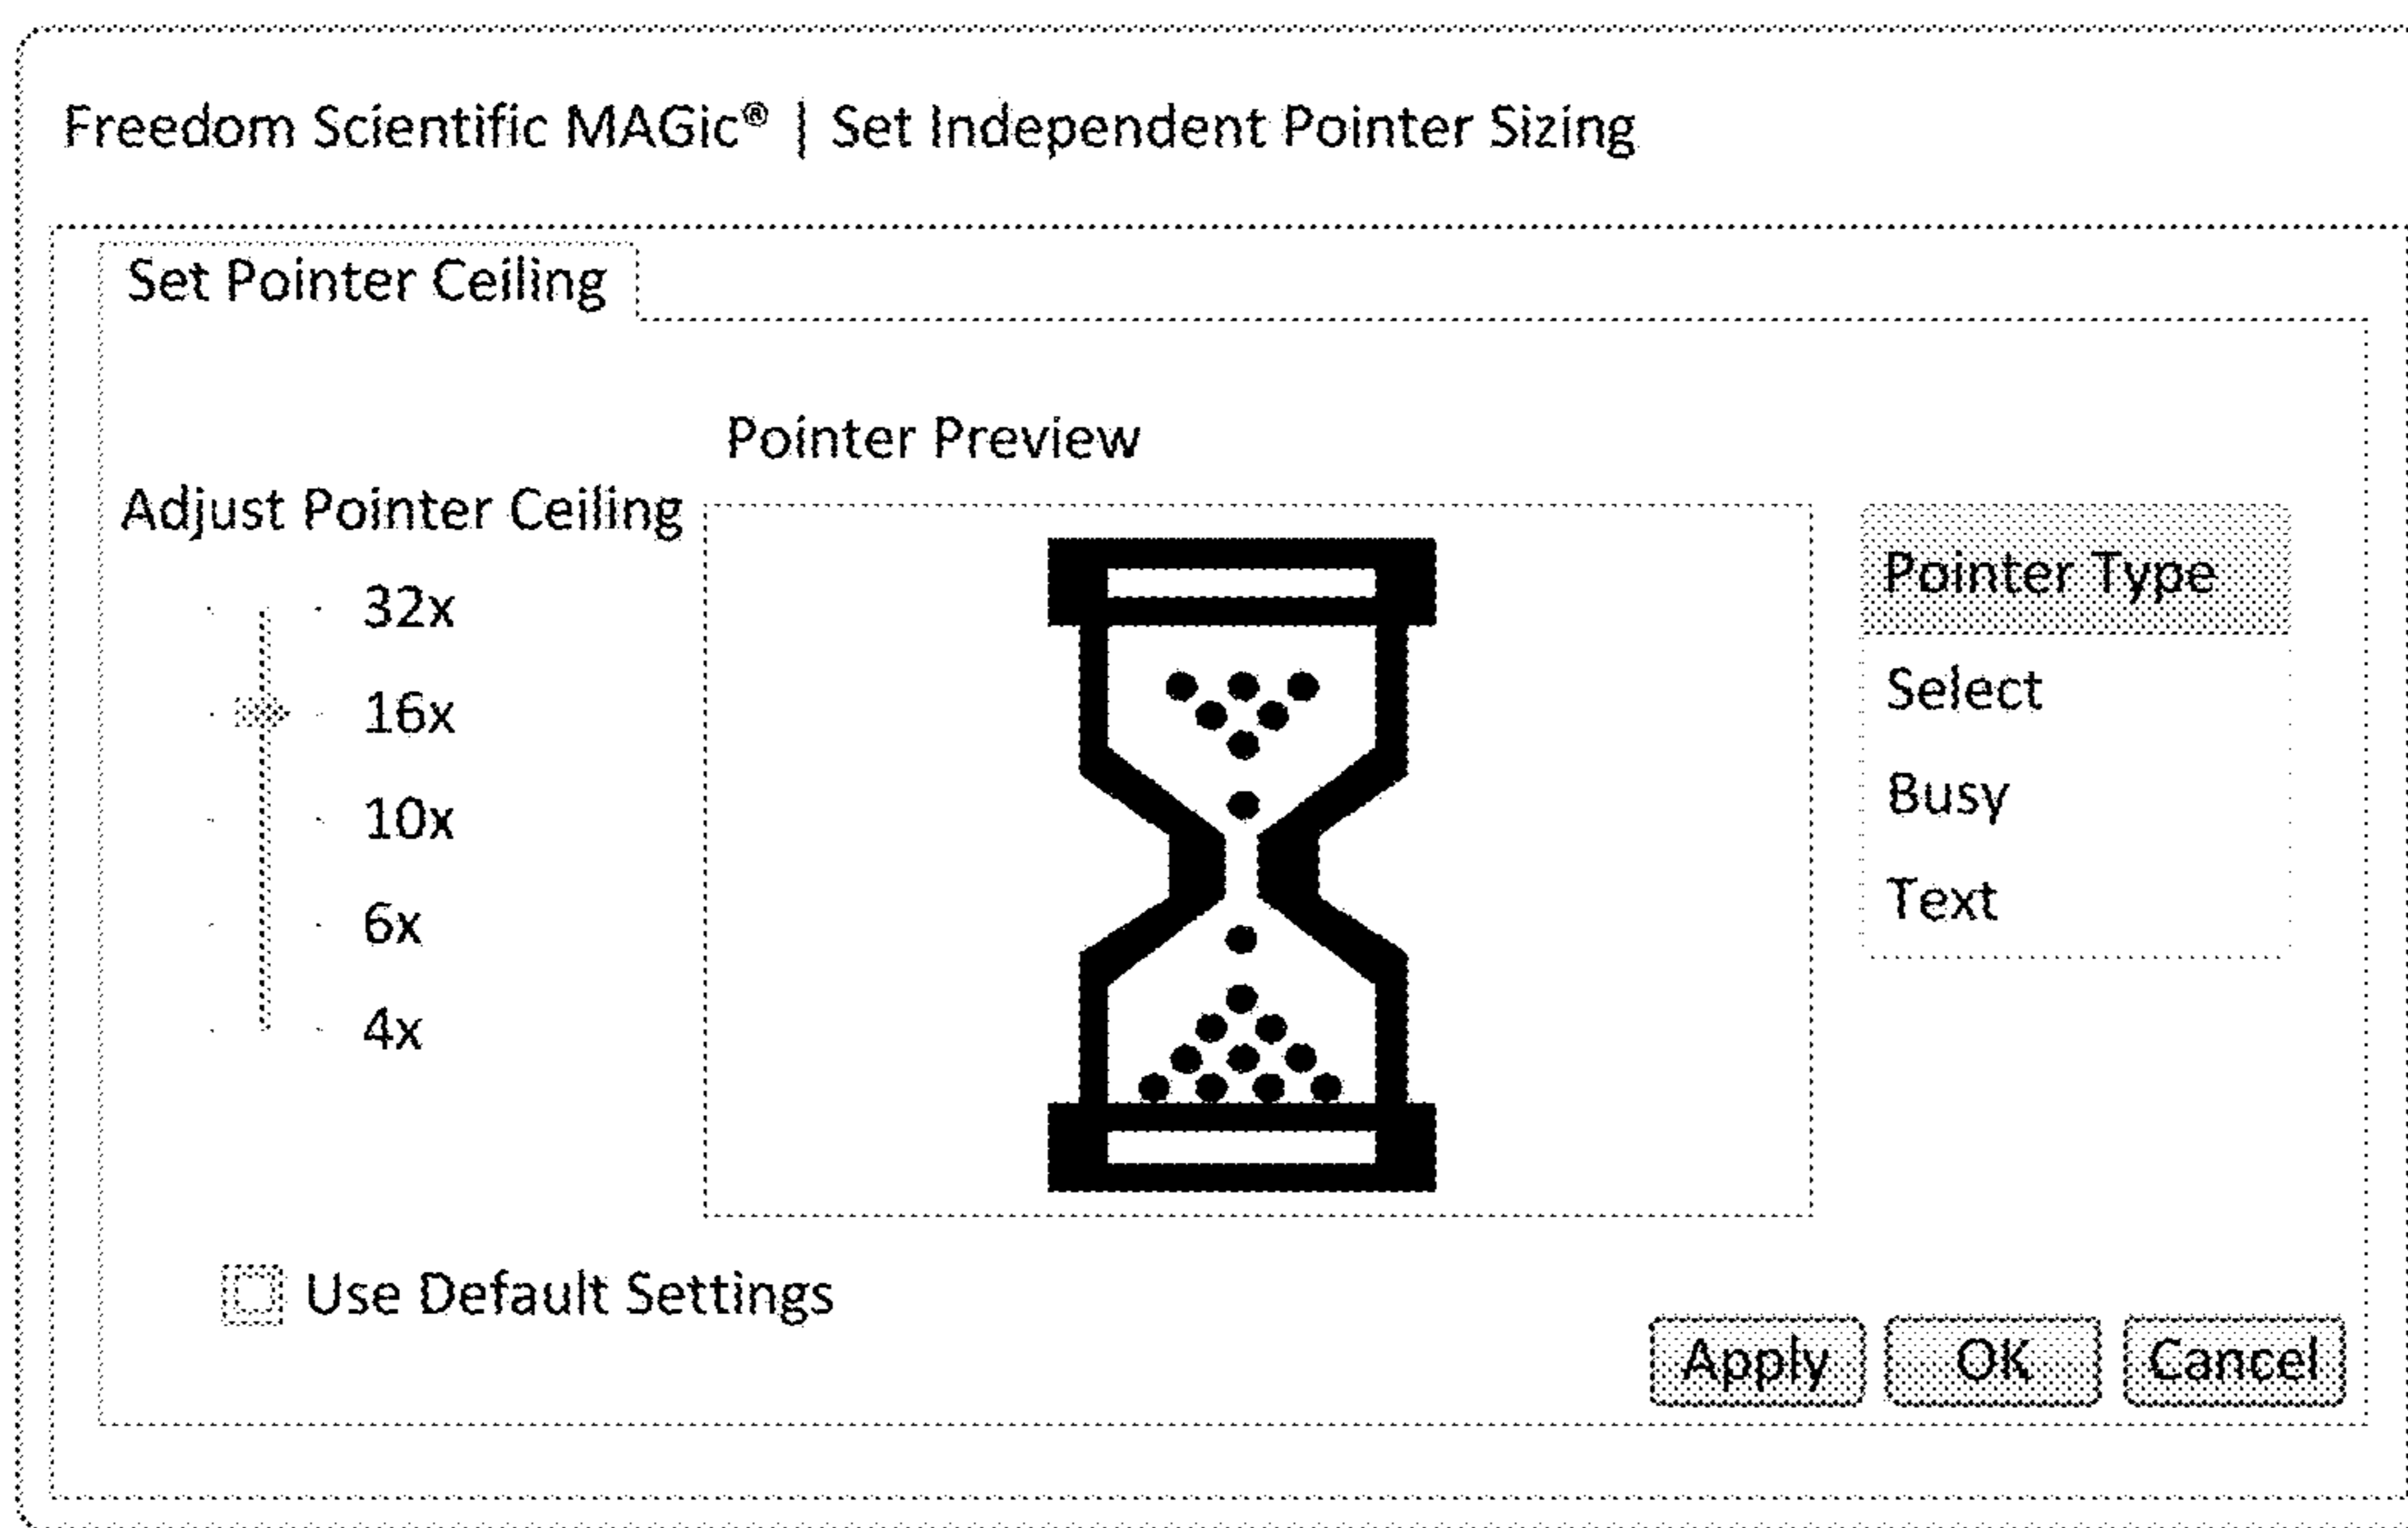 Freedom Scientific MAGic® | Set Independent Pointer Sizing
Set Pointer Ceiling
Pointer Preview
Adjust Pointer Ceiling
32x
16x
10x
6x
4x
Pointer Type
Select
Busy
Text
Use Default Settings
Apply
OK
Cancel